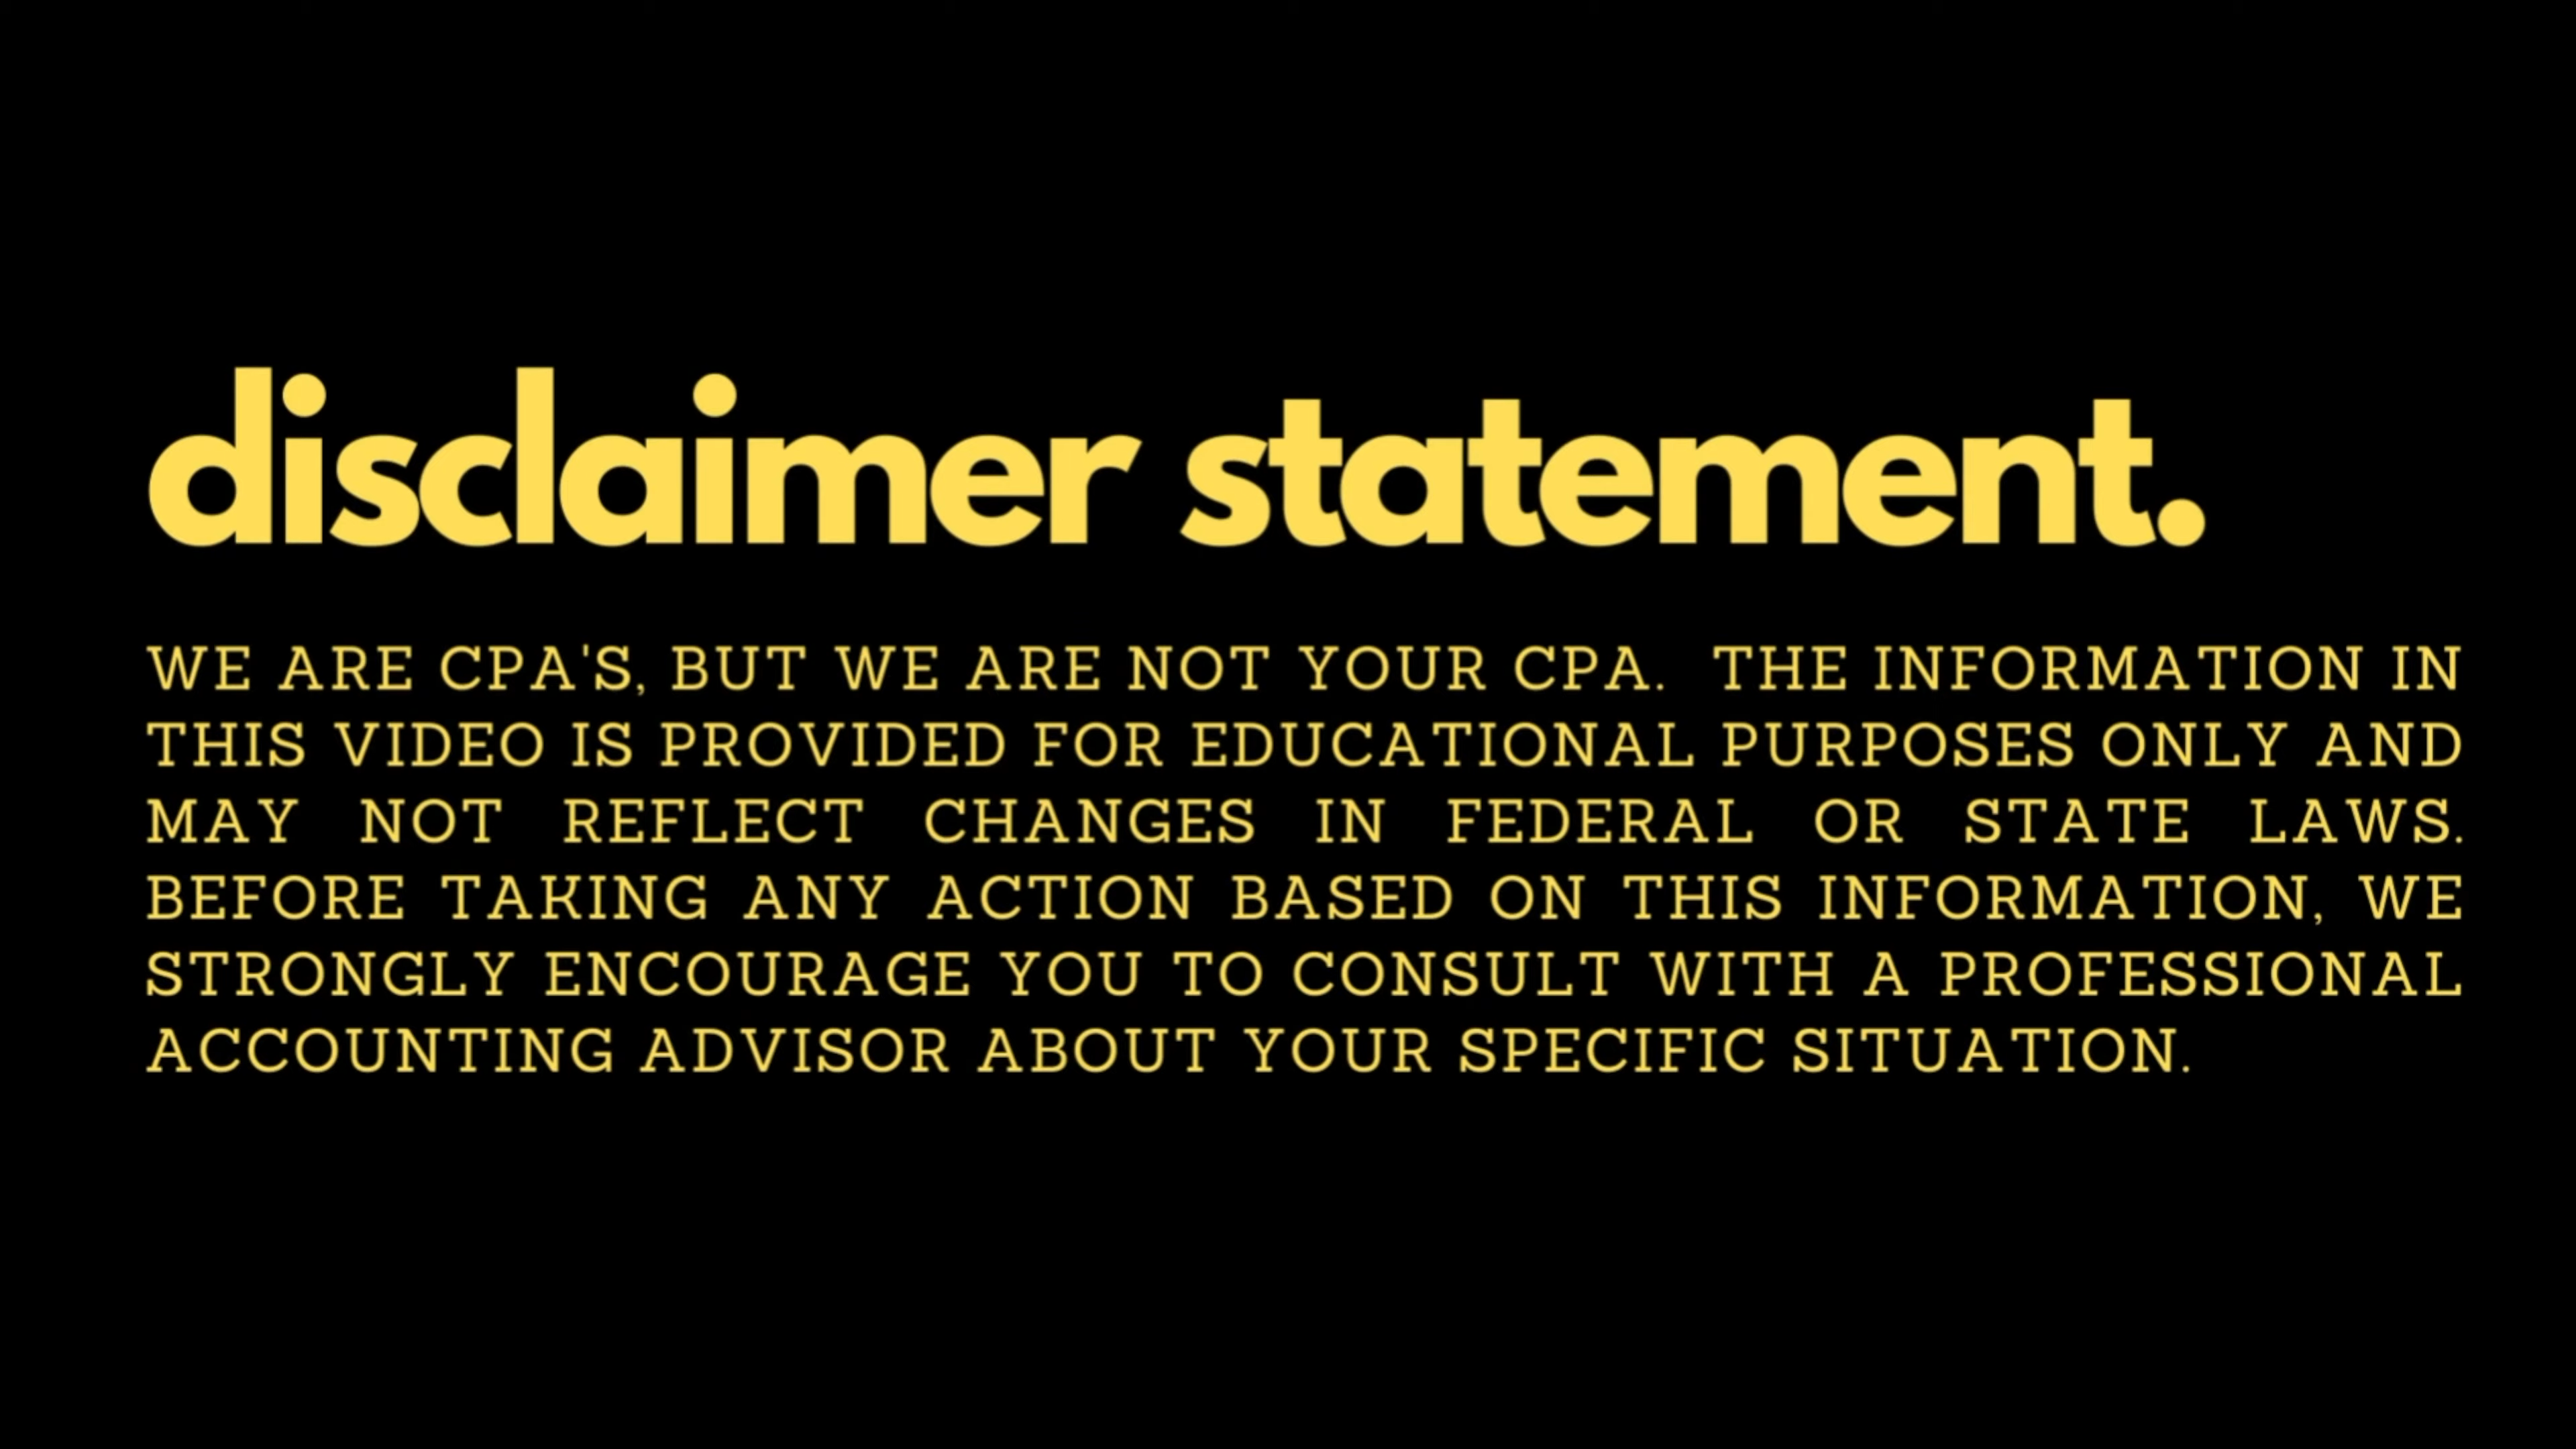 disclaimer statement.
WE ARE CPA'S, BUT WE ARE NOT YOUR CPA. THE INFORMATION IN
THIS VIDEO IS PROVIDED FOR EDUCATIONAL PURPOSES ONLY AND
MAY NOT REFLECT CHANGES IN FEDERAL OR STATE LAWS.
BEFORE TAKING ANY ACTION BASED ON THIS INFORMATION, WE
STRONGLY ENCOURAGE YOU TO CONSULT WITH A PROFESSIONAL
ACCOUNTING ADVISOR ABOUT YOUR SPECIFIC SITUATION.